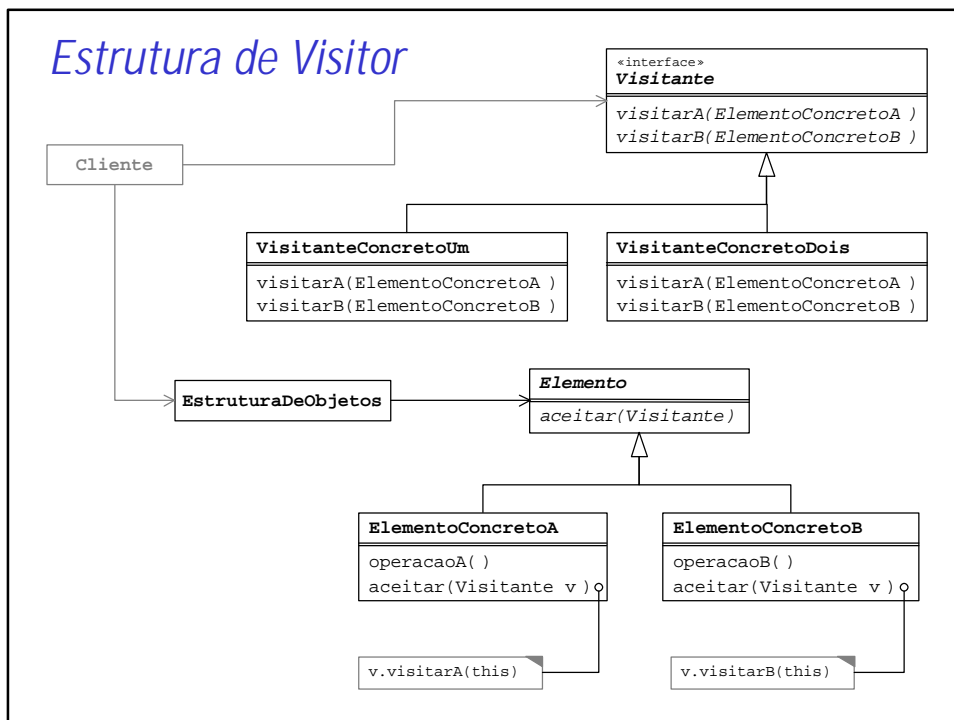 Estrutura de Visitor
«interface»
Visitante
visitarA(ElementoConcretoA )
visitarB(ElementoConcretoB )
Cliente
VisitanteConcretoUm
visitarA(ElementoConcretoA )
visitarB(ElementoConcretoB )
VisitanteConcretoDois
visitarA(ElementoConcretoA )
visitarB(ElementoConcretoB )
EstruturaDeObjetos
Elemento
aceitar(Visitante)
ElementoConcretoA
operacaoA( )
aceitar(Visitante v )
ElementoConcretoB
operacaoB( )
aceitar(Visitante v )
v.visitarA(this)
v.visitarB(this)